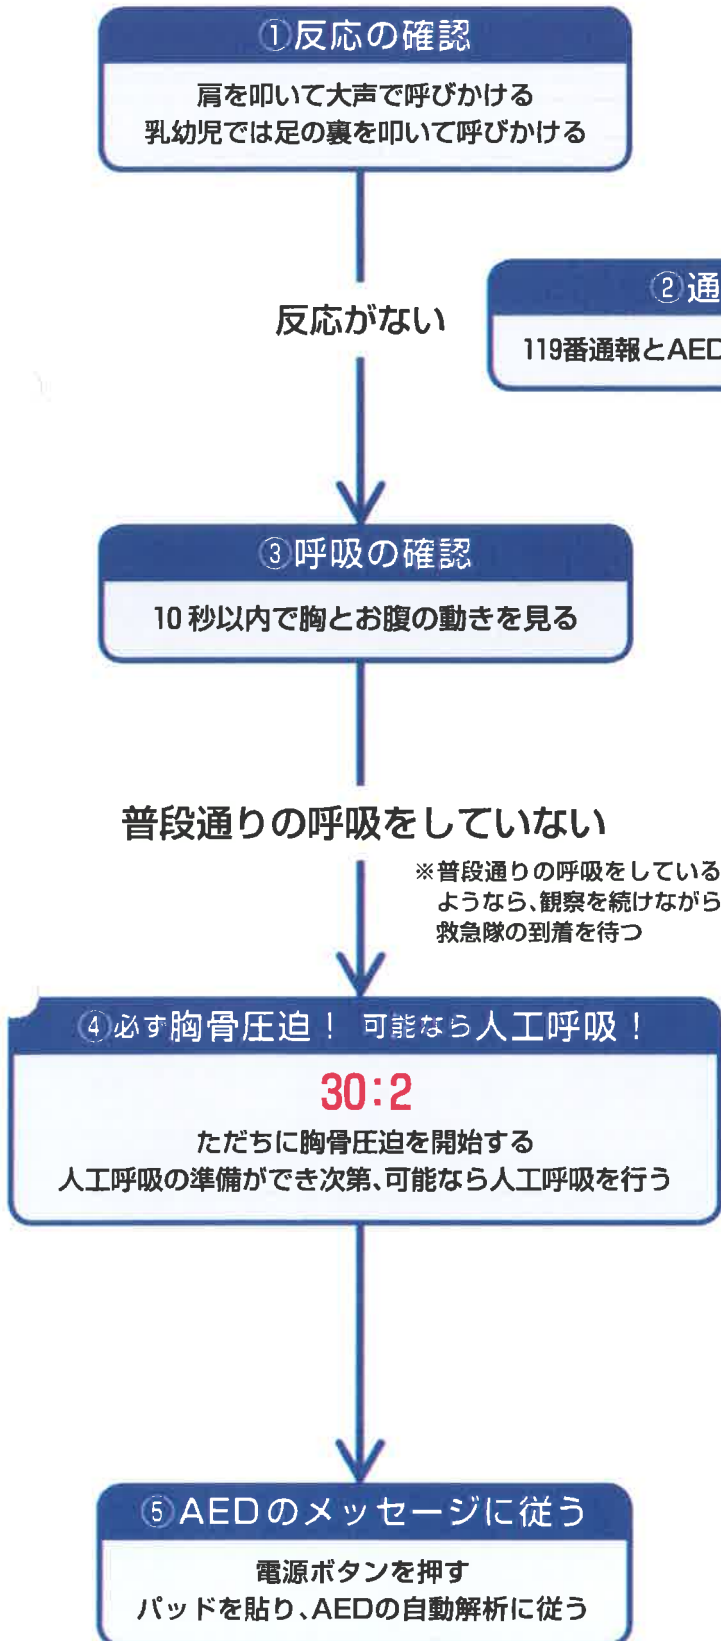 ①反応の確認
肩を叩いて大声で呼びかける
乳幼児では足の裏を叩いて呼びかける
反応がない
②通
119番通報とAED
③呼吸の確認
10秒以内で胸とお腹の動きを見る
普段通りの呼吸をしていない
※普段通りの呼吸をしている
ようなら、観察を続けながら
救急隊の到着を待つ
④必ず胸骨圧迫！ 可能なら人工呼吸！
30:2
ただちに胸骨圧迫を開始する
人工呼吸の準備ができ次第、可能なら人工呼吸を行う
⑤AEDのメッセージに従う
電源ボタンを押す
パッドを貼り、AEDの自動解析に従う